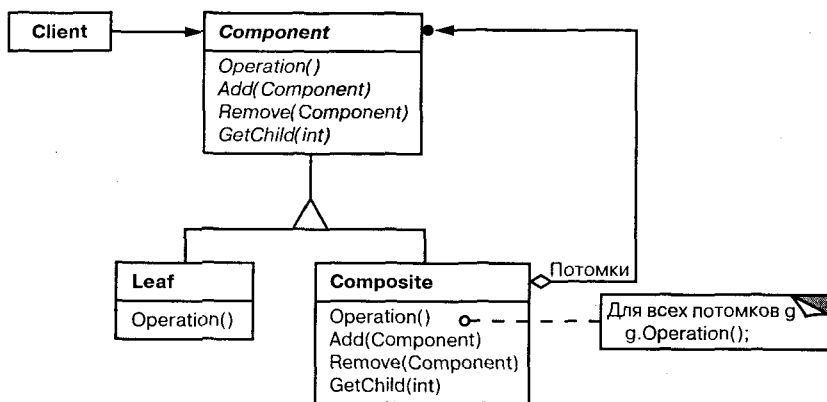 Client
Component
Operation()
Add(Component)
Remove(Component)
GetChild(int)
Leaf
Operation()
Composite
Operation()
Add(Component)
Remove(Component)
GetChild(int)
Потомки
Для всех потомков g
g.Operation();